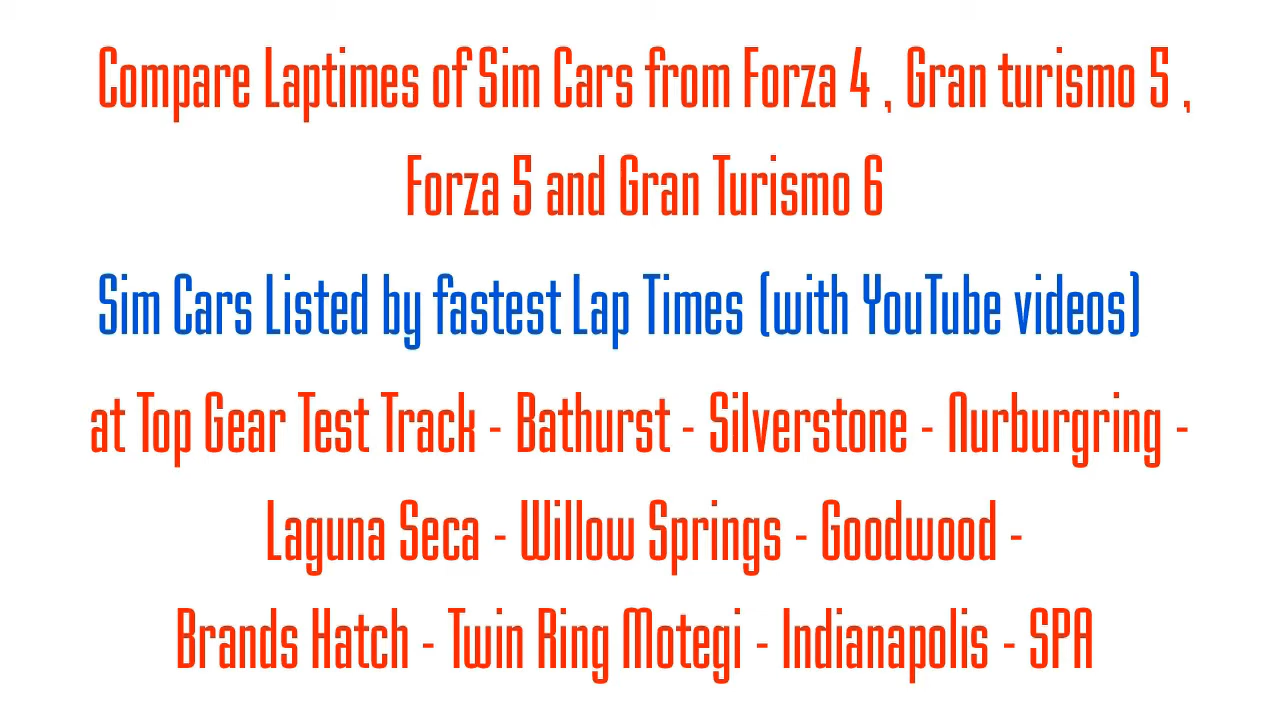 Compare Laptimes of Sim Cars from Forza 4 , Gran turismo 5 ,
Forza 5 and Gran Turismo 6
Sim Cars Listed by fastest Lap Times (with YouTube videos)
at Top Gear Test Track - Bathurst - Silverstone - Nurburgring -
Laguna Seca - Willow Springs - Goodwood -
Brands Hatch - Twin Ring Motegi - Indianapolis - SPA